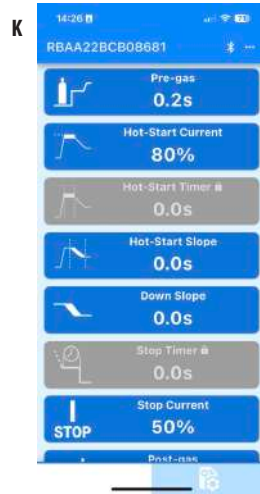 K
14:26
73
RBAA22BCB08681
Pre-gas
0.2s
Hot-Start Current
80%
Hot-Start Timer
0.0s
Hot-Start Slope
0.0s
Down Slope
0.0s
Stop Timer
0.0s
Stop Current
STOP
50%
Post-gas